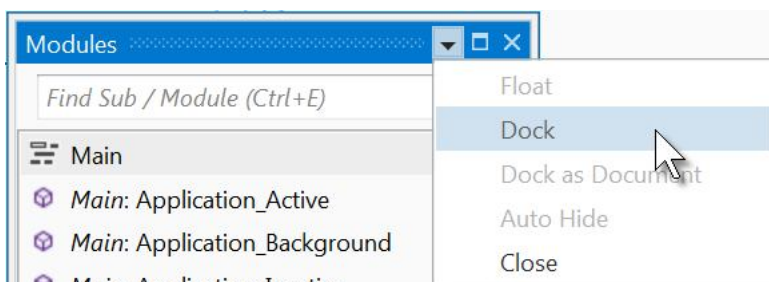 Modules
Find Sub / Module (Ctrl+E)
Main
Main: Application_Active
Main: Application_Background
Float
Dock
Dock as Document
Auto Hide
Close